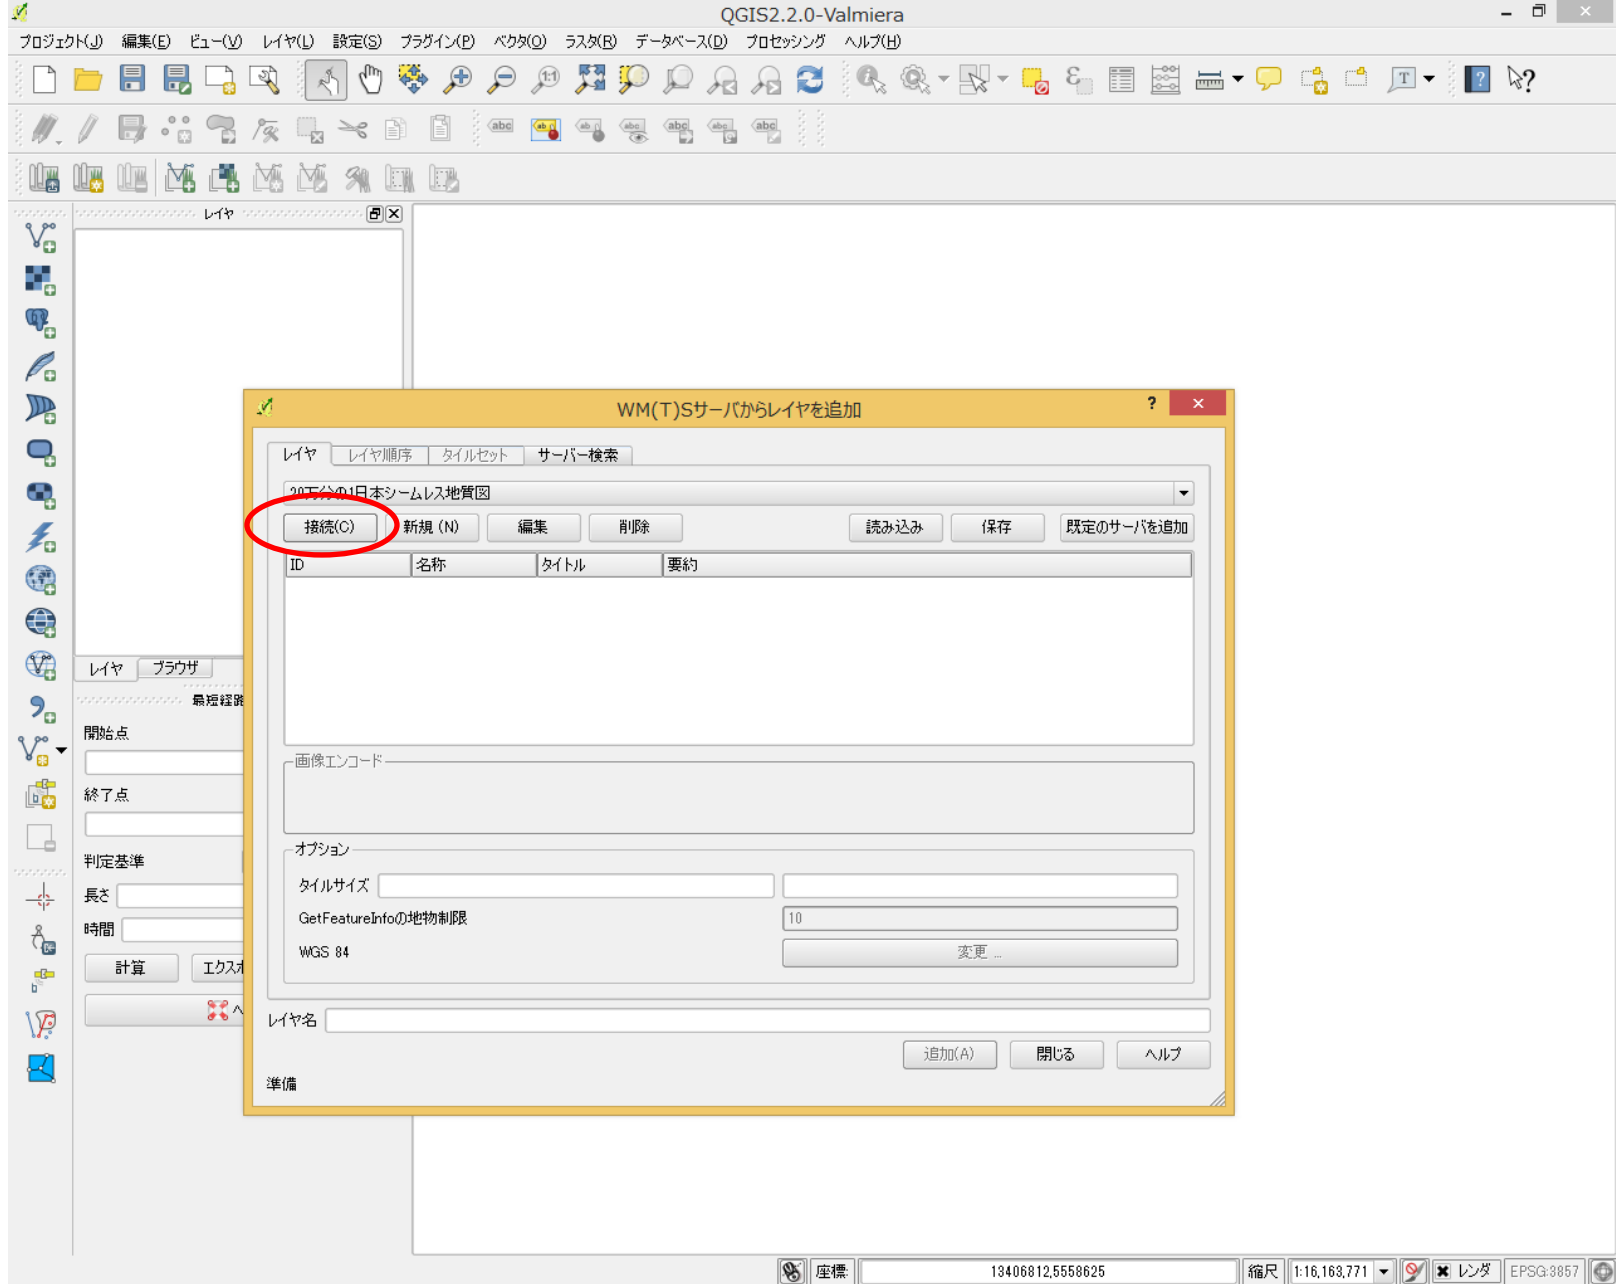 QGIS2.2.0-Valmiera
プロジェクト(J) 編集(E) ビュー(V) レイヤ(L) 設定(S) プラグイン(P) ベクタ(O) ラスタ(R) データベース(D) プロセッシング ヘルプ(H)
レイヤ
WM(T)Sサーバからレイヤを追加
レイヤ レイヤ順序 タイルセット サーバー検索
20万分の1日本シームレス地質図
接続(C) 新規 (N) 編集 削除 読み込み 保存 既定のサーバを追加
ID 名称 タイトル 要約
画像エンコード
オプション
タイルサイズ
GetFeatureInfoの地物制限 10
WGS 84 変更 ...
レイヤ名
追加(A) 閉じる ヘルプ
準備
レイヤ ブラウザ
最短経路
開始点
終了点
判定基準
長さ
時間
計算 エクスポ
ヘ
座標: 13406812,5558625 縮尺 1:16,163,771 レンダ EPSG:3857